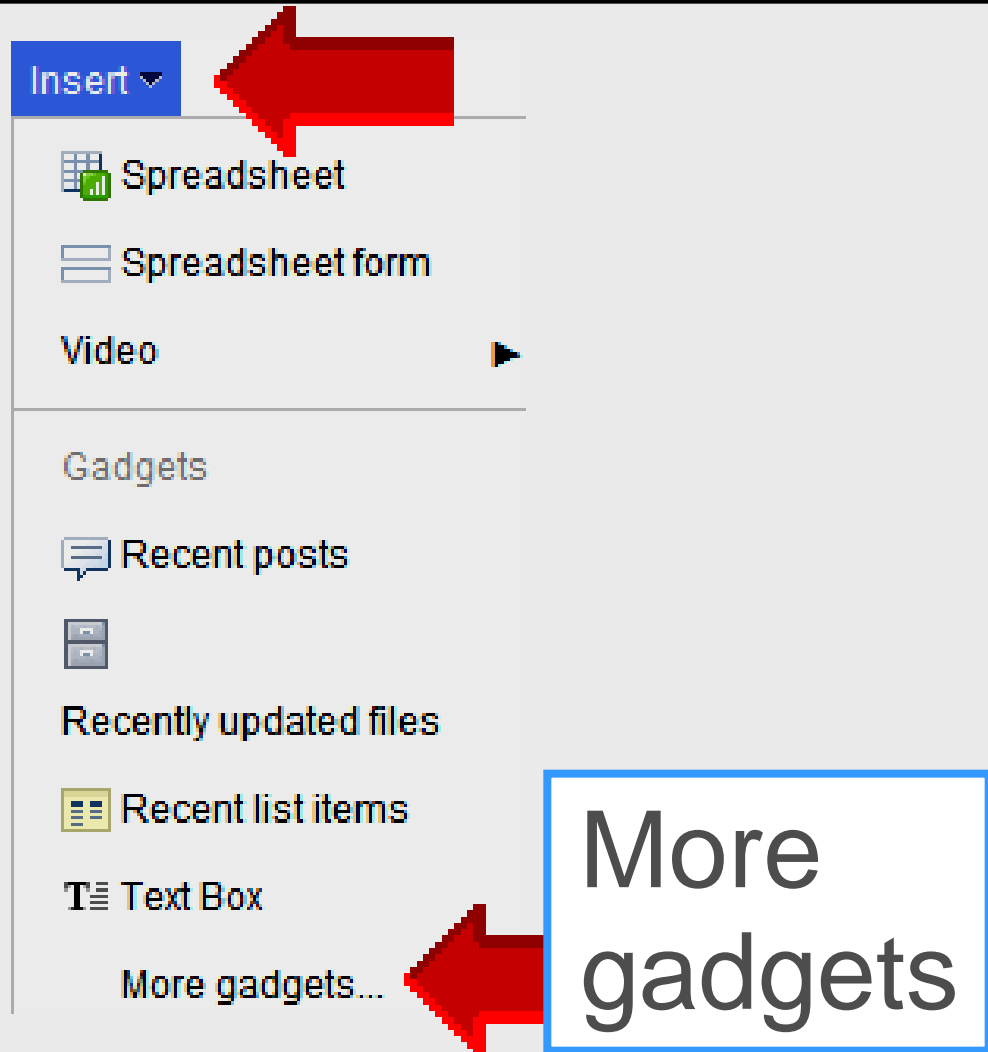 Insert
Spreadsheet
Spreadsheet form
Video
Gadgets
Recent posts
Recently updated files
Recent list items
Text Box
More gadgets...
More
gadgets